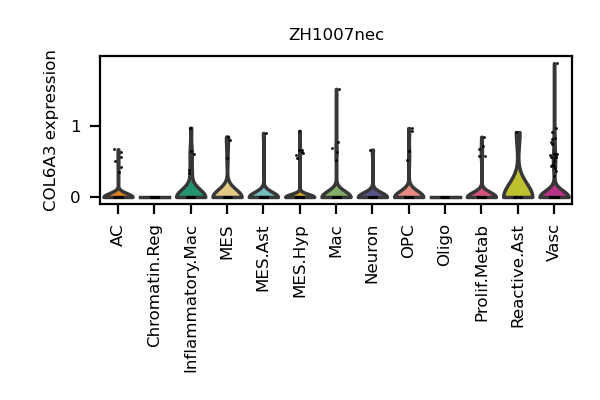 ZH1007nec
COL6A3 expression
1
0
AC
Chromatin.Reg
Inflammatory.Mac
MES
MES.Ast
MES.Hyp
Mac
Neuron
OPC
Oligo
Prolif.Metab
Reactive.Ast
Vasc